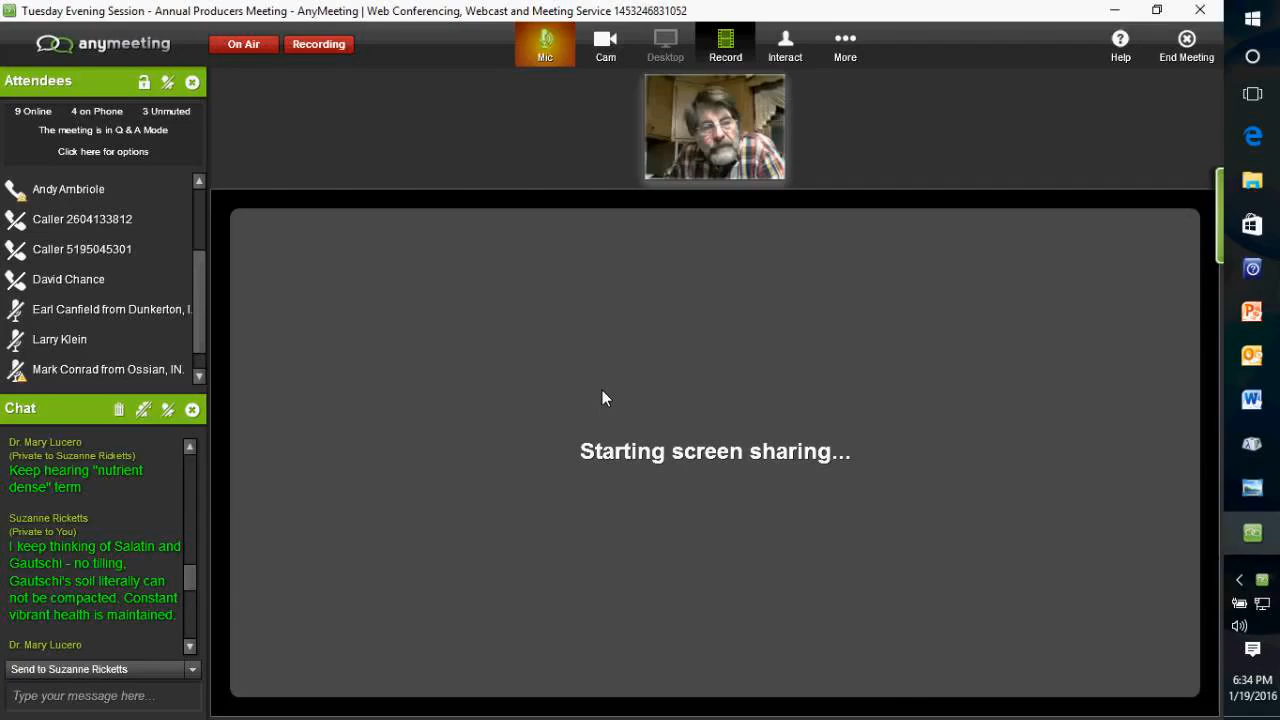 Tuesday Evening Session - Annual Producers Meeting - AnyMeeting | Web Conferencing, Webcast and Meeting Service 1453246831052
anymeeting
On Air
Recording
Mic
Cam
Desktop
Record
Interact
More
Help
End Meeting
Attendees
9 Online 4 on Phone 3 Unmuted
The meeting is in Q & A Mode
Click here for options
Andy Ambriole
Caller 2604133812
Caller 5195045301
David Chance
Earl Canfield from Dunkerton, I.
Larry Klein
Mark Conrad from Ossian, IN.
Chat
Dr. Mary Lucero
(Private to Suzanne Ricketts)
Keep hearing "nutrient
dense" term
Suzanne Ricketts
(Private to You)
I keep thinking of Salatin and
Gautschi - no tilling,
Gautschi's soil literally can
not be compacted. Constant
vibrant health is maintained.
Dr. Mary Lucero
Send to Suzanne Ricketts
Type your message here...
Starting screen sharing...
6:34 PM
1/19/2016